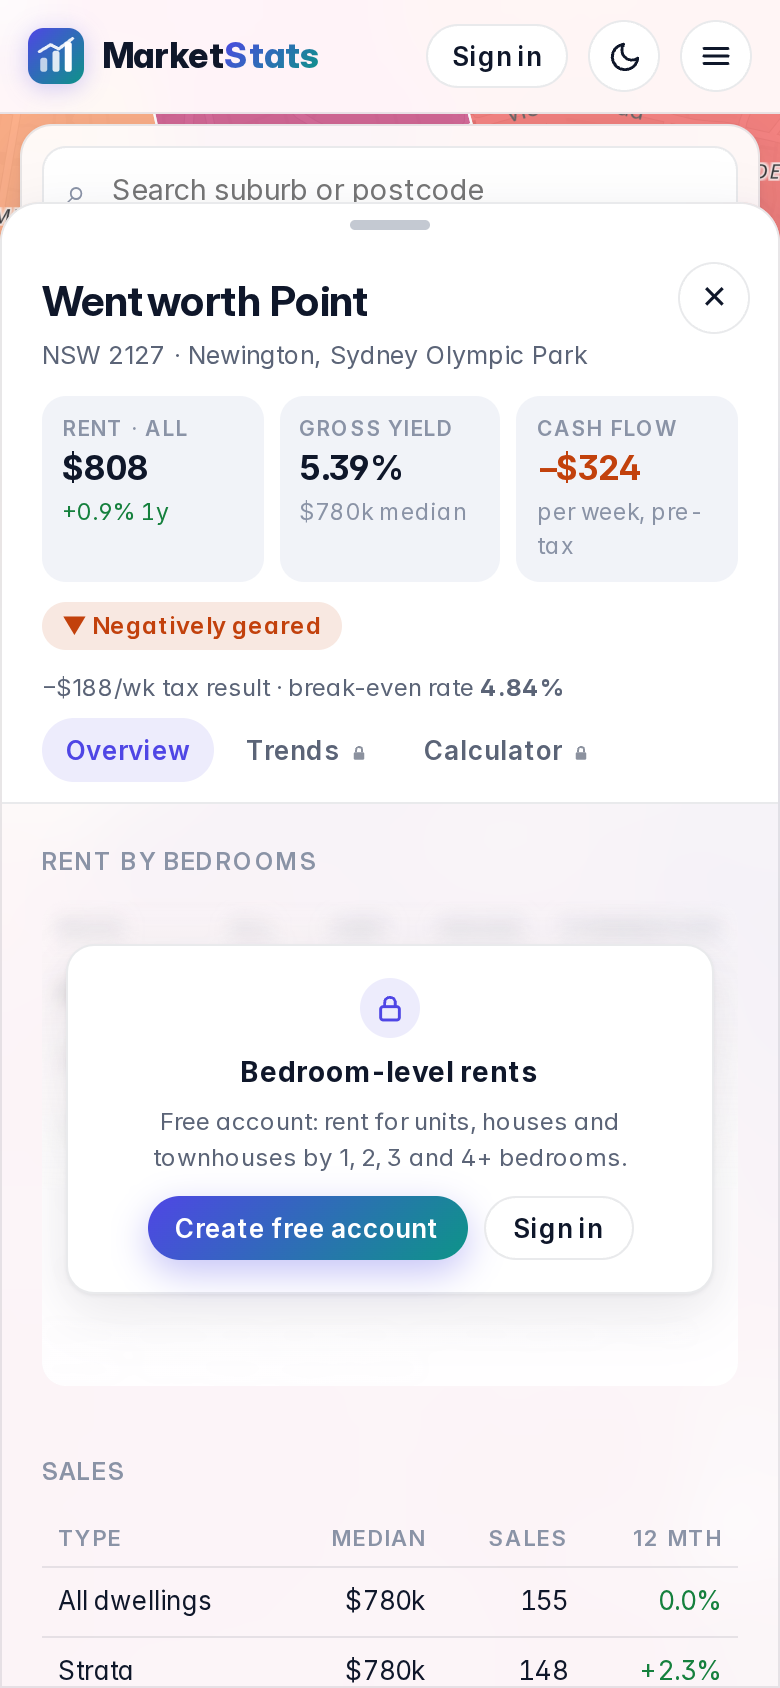 MarketStats
Sign in
Search suburb or postcode
Wentworth Point
NSW 2127 · Newington, Sydney Olympic Park
RENT · ALL
$808
+0.9% 1y
GROSS YIELD
5.39%
$780k median
CASH FLOW
−$324
per week, pre-
tax
▼ Negatively geared
−$188/wk tax result · break-even rate 4.84%
Overview
Trends
Calculator
RENT BY BEDROOMS
Bedroom-level rents
Free account: rent for units, houses and
townhouses by 1, 2, 3 and 4+ bedrooms.
Create free account
Sign in
SALES
TYPE MEDIAN SALES 12 MTH
All dwellings $780k 155 0.0%
Strata $780k 148 +2.3%